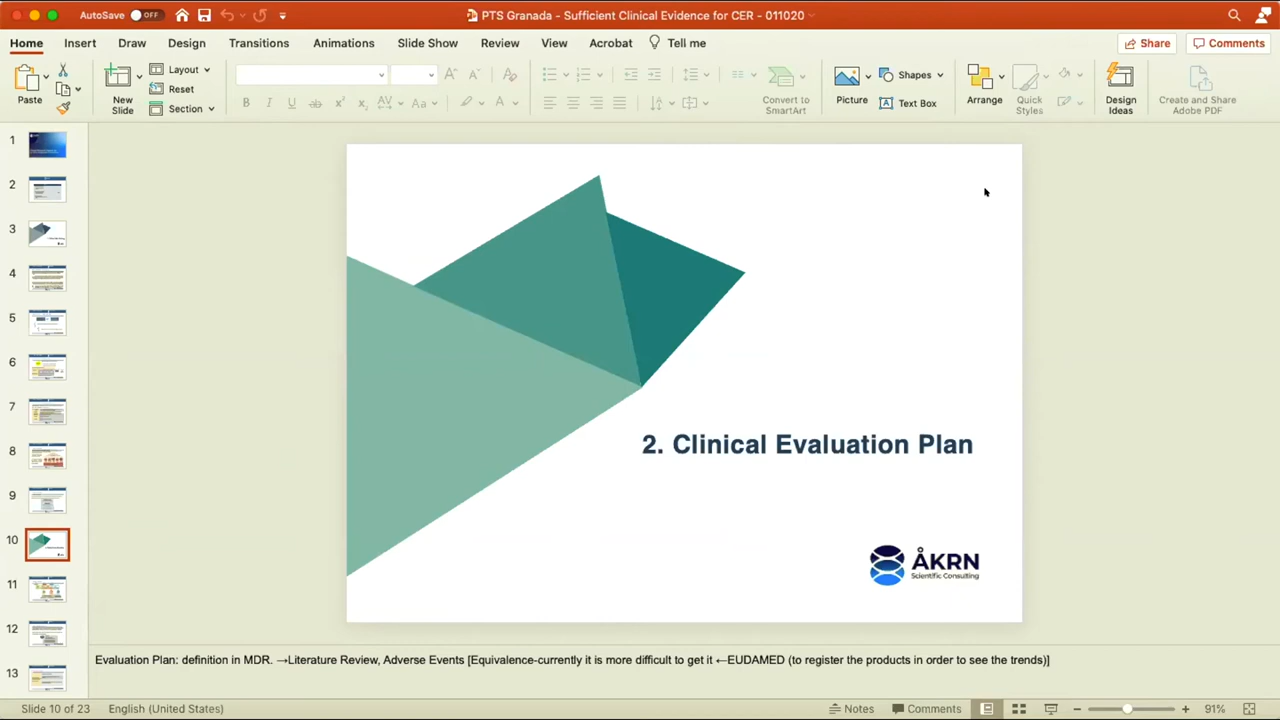 AutoSave OFF
PTS Granada - Sufficient Clinical Evidence for CER - 011020
Home Insert Draw Design Transitions Animations Slide Show Review View Acrobat Tell me Share Comments
Paste
New Slide
Layout
Reset
Section
B I U ab x x AV Aa A
Convert to SmartArt
Picture
Shapes
Text Box
Arrange
Quick Styles
Design Ideas
Create and Share Adobe PDF
1
2
3
4
5
6
7
8
9
10
11
12
13
2. Clinical Evaluation Plan
ÅKRN
Scientific Consulting
Evaluation Plan: definition in MDR. →Literature Review, Adverse Events [Equivalence-currently it is more difficult to get it ←EUDAMED (to register the products in order to see the trends)]
Slide 10 of 23 English (United States) Notes Comments 91%